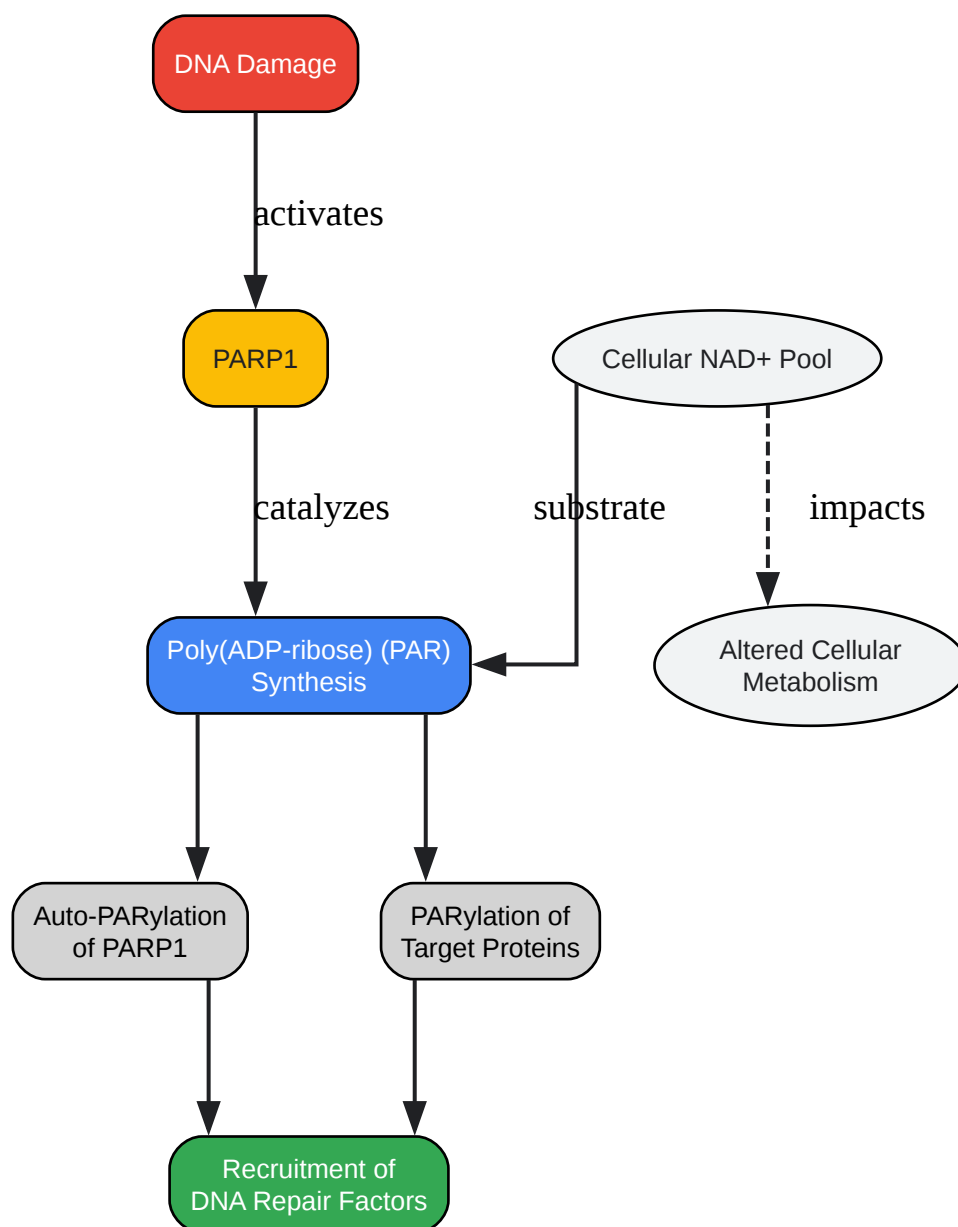 DNA Damage
activates
PARP1
Cellular NAD+ Pool
catalyzes
substrate
impacts
Poly(ADP-ribose) (PAR)
Synthesis
Altered Cellular
Metabolism
Auto-PARylation
of PARP1
PARylation of
Target Proteins
Recruitment of
DNA Repair Factors